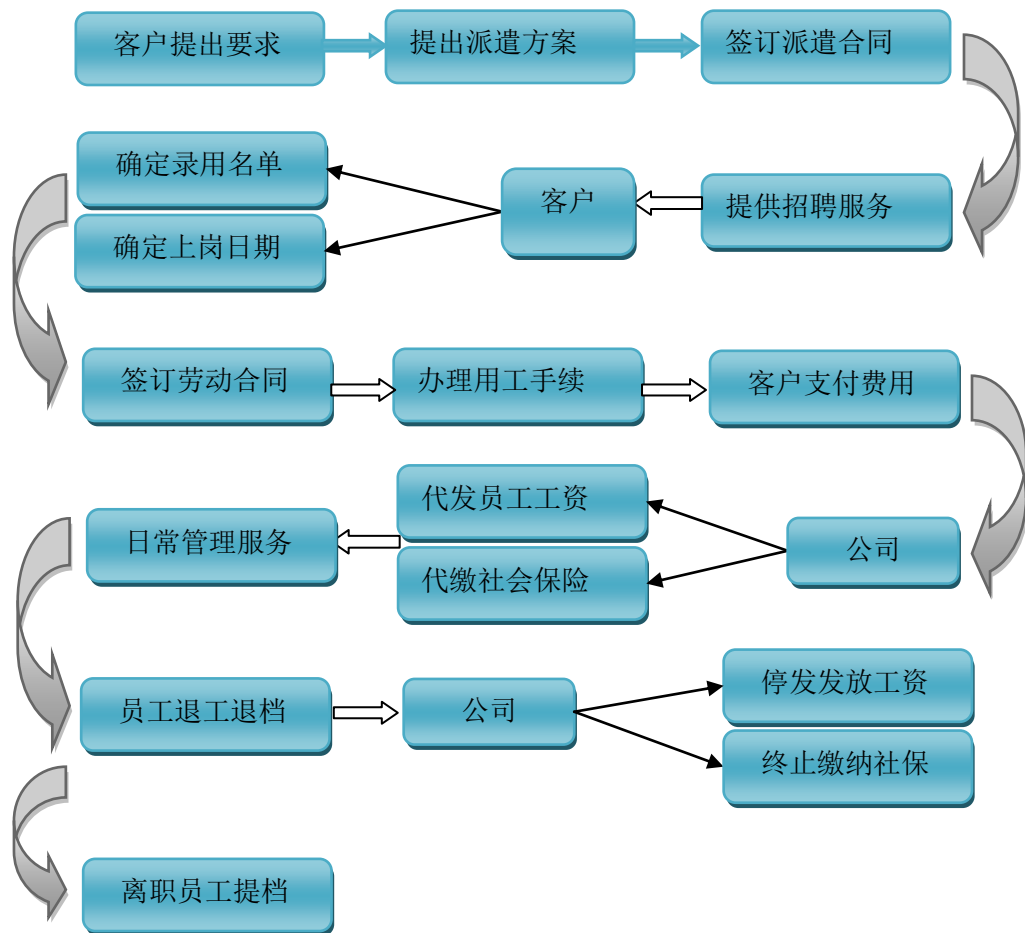 客户提出要求
提出派遣方案
签订派遣合同
确定录用名单
客户
提供招聘服务
确定上岗日期
签订劳动合同
办理用工手续
客户支付费用
代发员工工资
日常管理服务
公司
代缴社会保险
员工退工退档
公司
停发发放工资
终止缴纳社保
离职员工提档